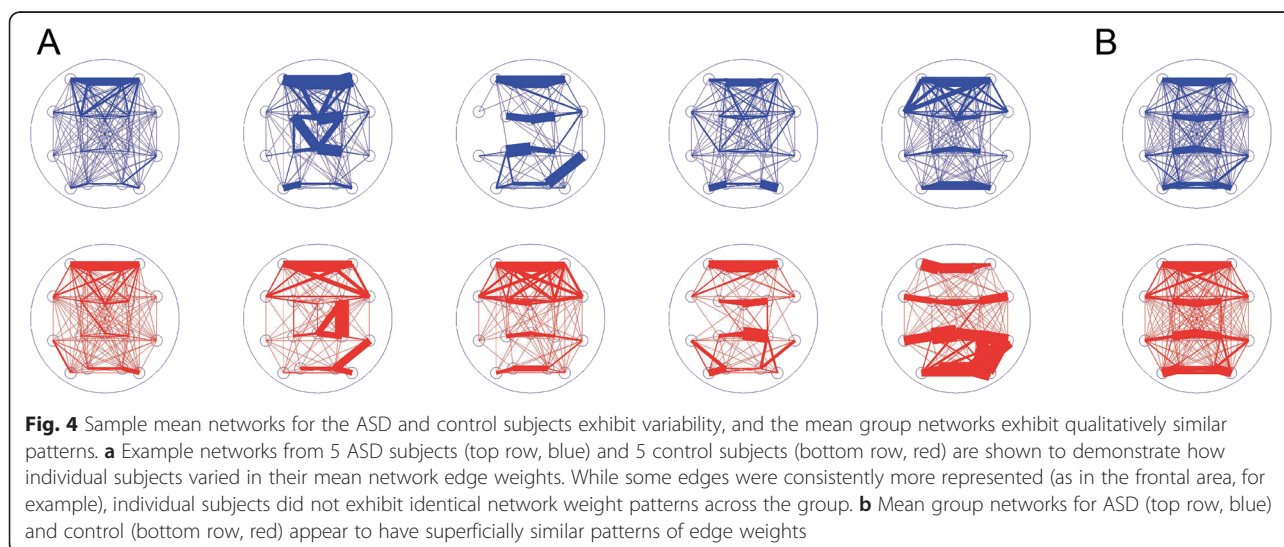 A
B
Fig. 4 Sample mean networks for the ASD and control subjects exhibit variability, and the mean group networks exhibit qualitatively similar
patterns. a Example networks from 5 ASD subjects (top row, blue) and 5 control subjects (bottom row, red) are shown to demonstrate how
individual subjects varied in their mean network edge weights. While some edges were consistently more represented (as in the frontal area, for
example), individual subjects did not exhibit identical network weight patterns across the group. b Mean group networks for ASD (top row, blue)
and control (bottom row, red) appear to have superficially similar patterns of edge weights